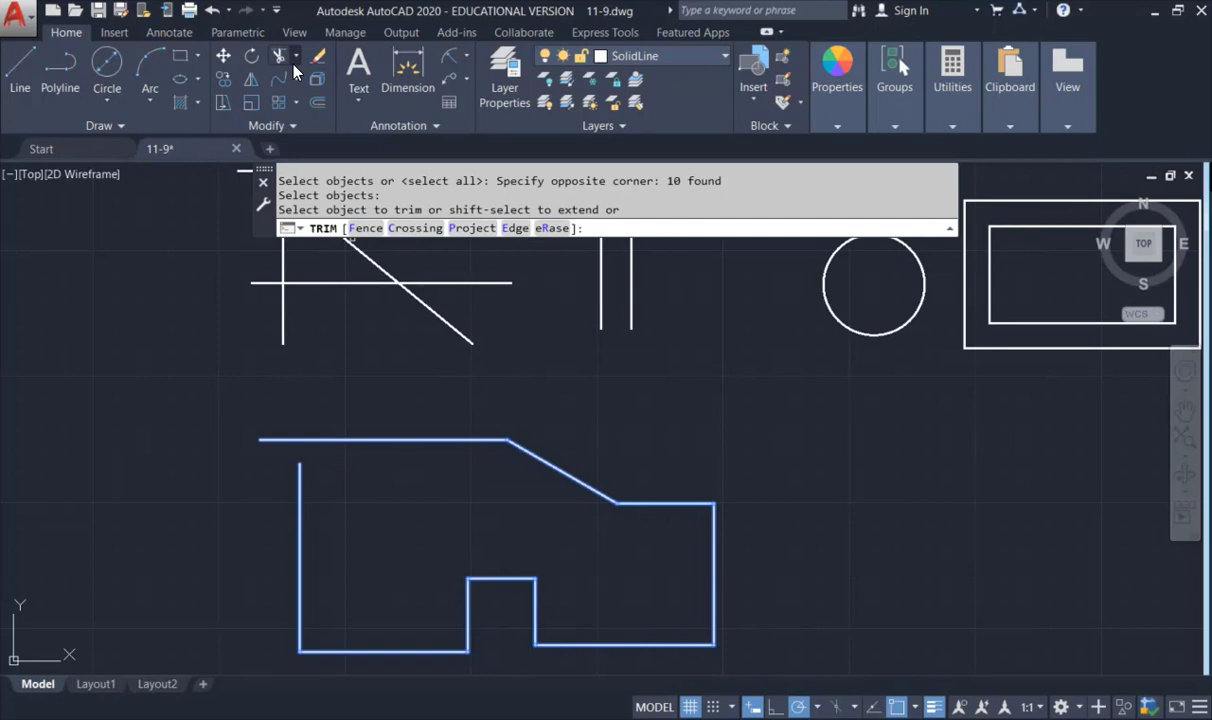 Autodesk AutoCAD 2020 - EDUCATIONAL VERSION 11-9.dwg
Type a keyword or phrase
Sign In
Home Insert Annotate Parametric View Manage Output Add-ins Collaborate Express Tools Featured Apps
SolidLine
Line Polyline Circle Arc
Text Dimension
Layer Properties
Insert
Properties Groups Utilities Clipboard View
Draw Modify Annotation Layers Block
Start 11-9*
[−][Top][2D Wireframe]
Select objects or <select all>: Specify opposite corner: 10 found
Select objects:
Select object to trim or shift-select to extend or
TRIM [Fence Crossing Project Edge eRase]:
N
W TOP E
S
WCS
Y
X
Model Layout1 Layout2
MODEL 1:1